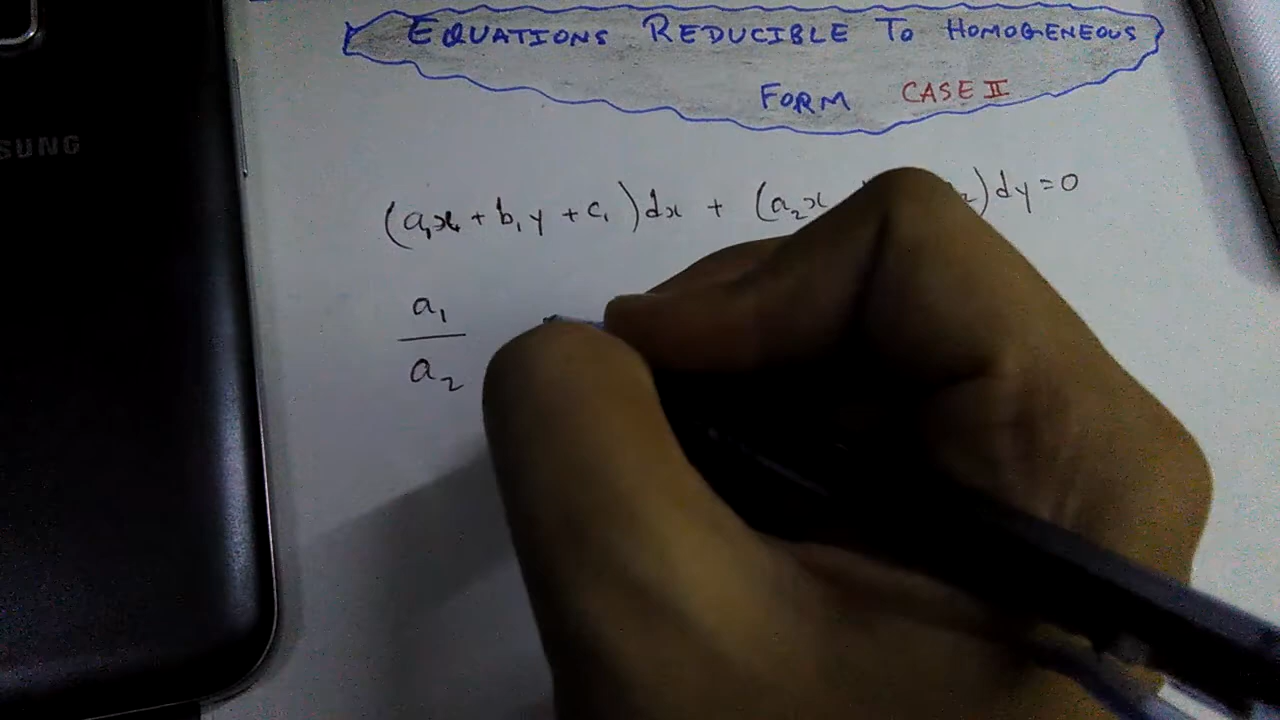 EQUATIONS REDUCIBLE TO HOMOGENEOUS
FORM CASE II
SUNG
(a₁x + b₁y + c₁)dx + (a₂x )dy = 0
a₁
a₂